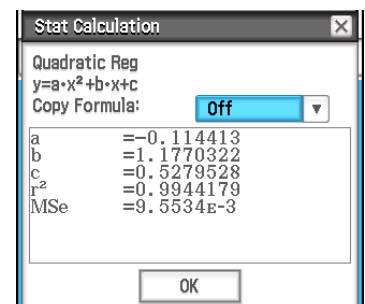 Stat Calculation
Quadratic Reg
y=a•x²+b•x+c
Copy Formula: Off
a =-0.114413
b =1.1770322
c =0.5279528
r² =0.9944179
MSe =9.5534ᴇ-3
OK